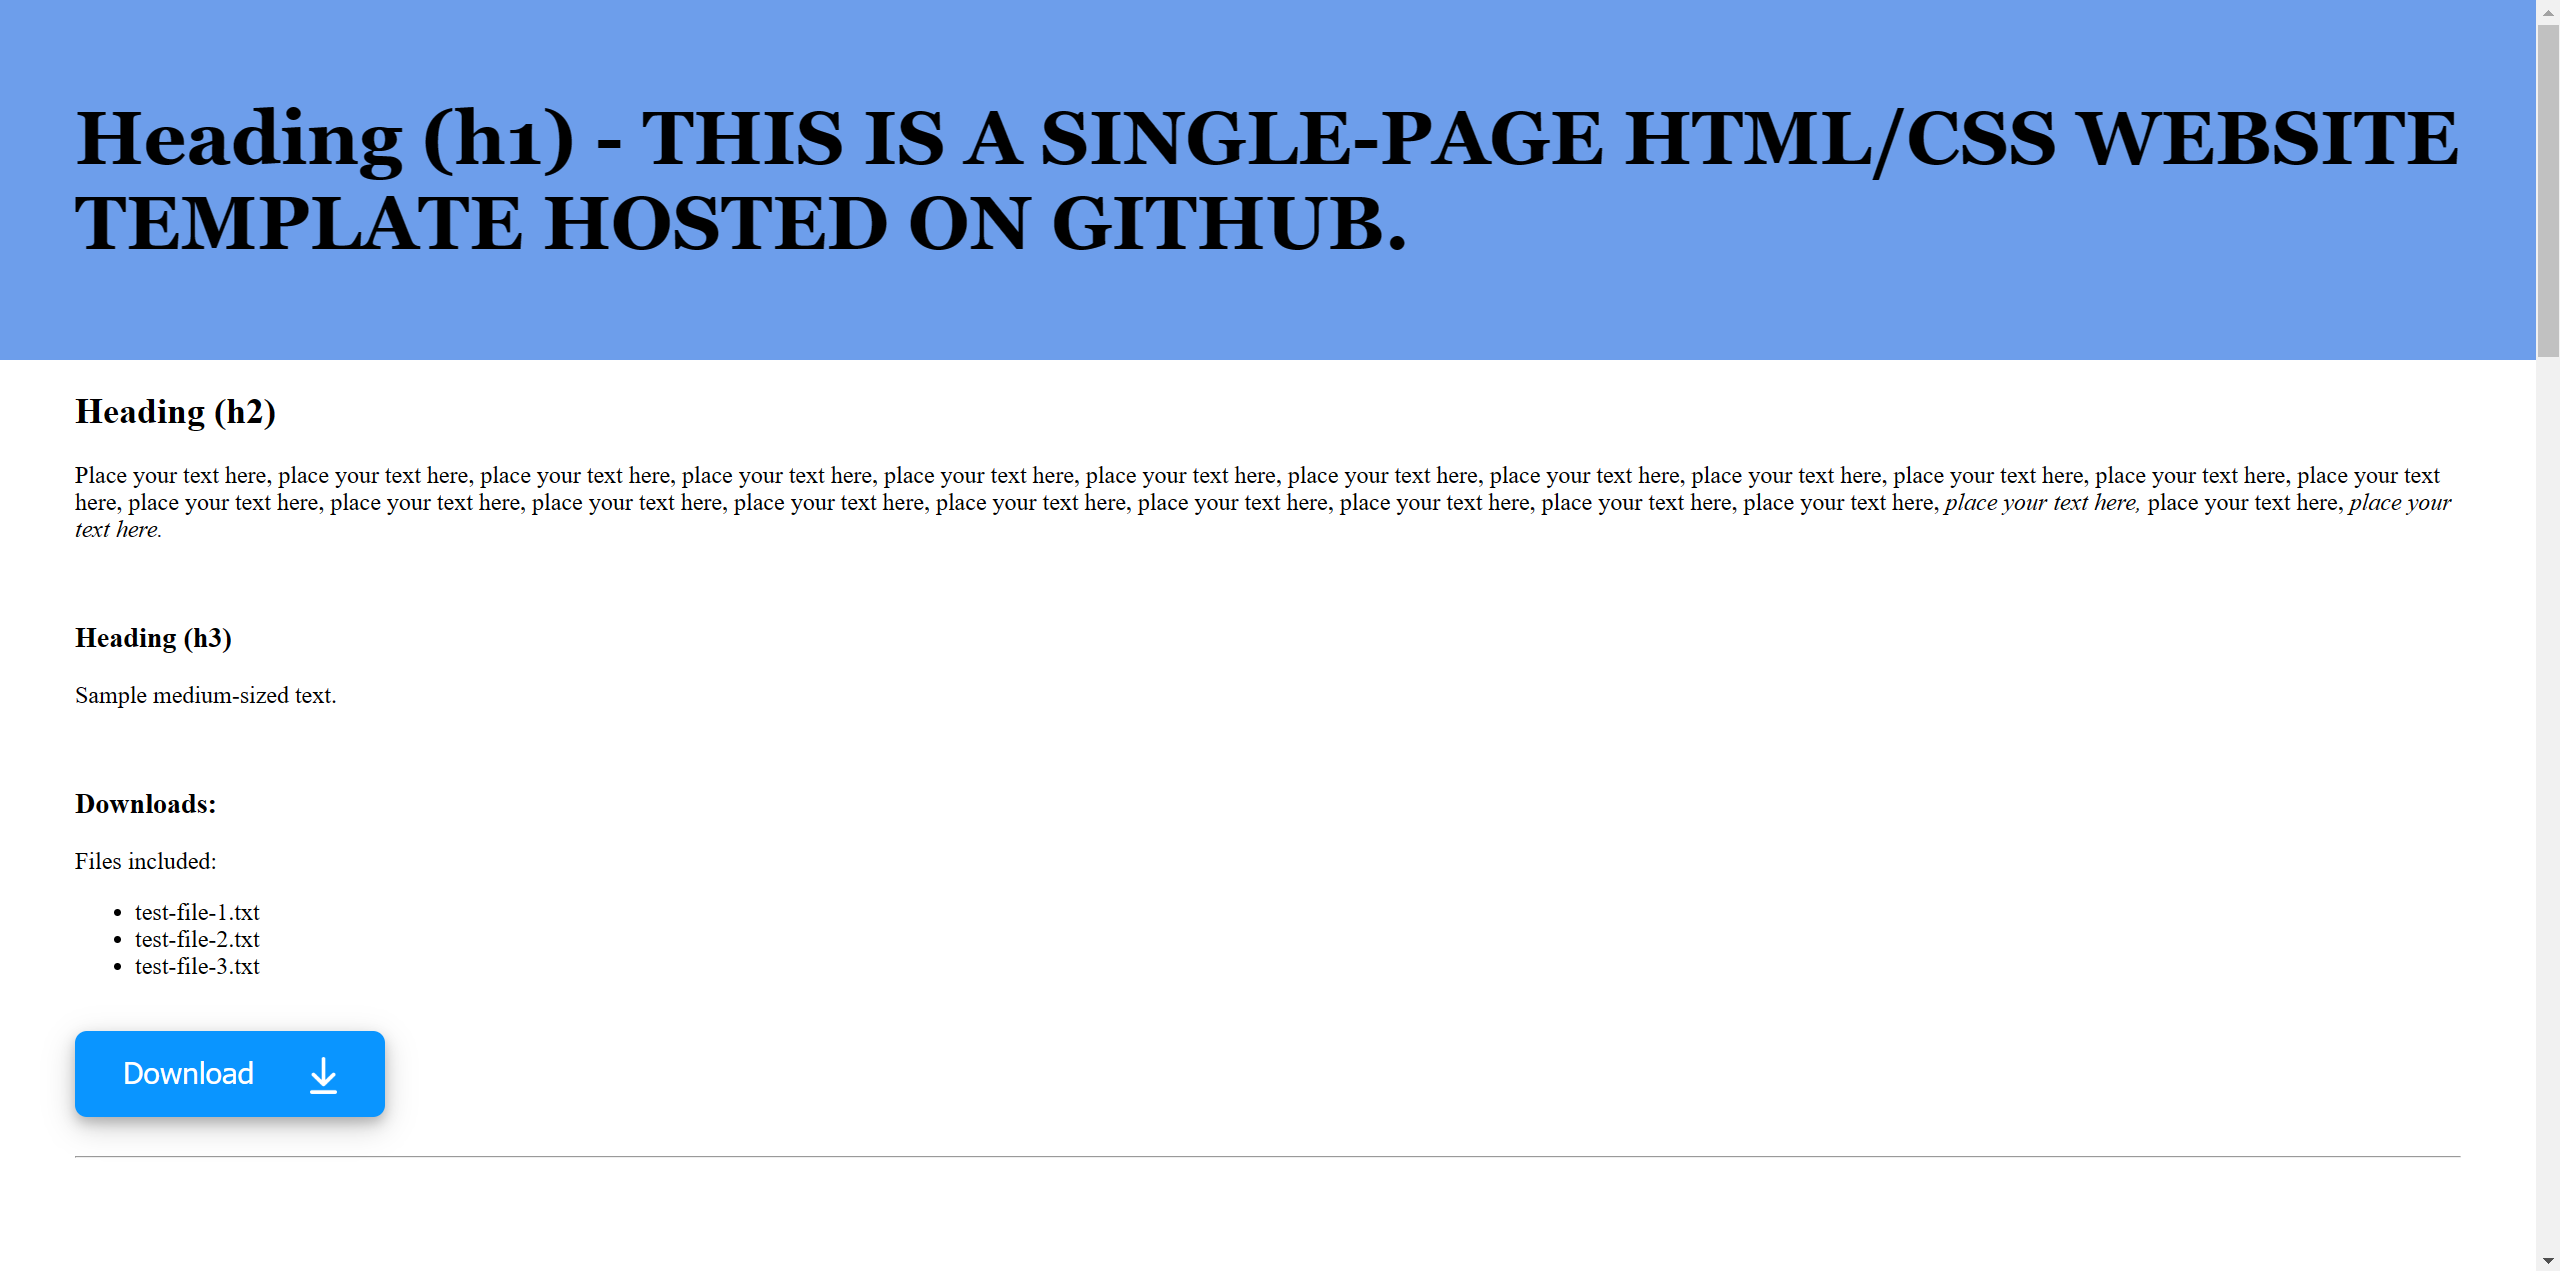 Heading (h1) - THIS IS A SINGLE-PAGE HTML/CSS WEBSITE
TEMPLATE HOSTED ON GITHUB.
Heading (h2)
Place your text here, place your text here, place your text here, place your text here, place your text here, place your text here, place your text here, place your text here, place your text here, place your text here, place your text here, place your text
here, place your text here, place your text here, place your text here, place your text here, place your text here, place your text here, place your text here, place your text here, place your text here, place your text here, place your text here, place your
text here.
Heading (h3)
Sample medium-sized text.
Downloads:
Files included:
• test-file-1.txt
• test-file-2.txt
• test-file-3.txt
Download